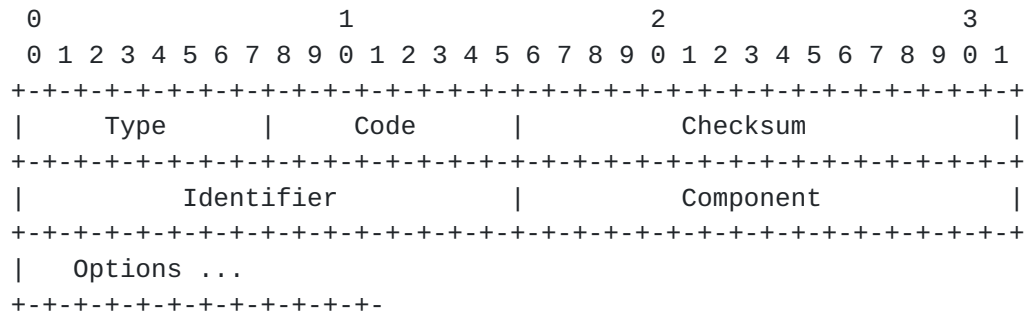 0                   1                   2                   3
 0 1 2 3 4 5 6 7 8 9 0 1 2 3 4 5 6 7 8 9 0 1 2 3 4 5 6 7 8 9 0 1
+-+-+-+-+-+-+-+-+-+-+-+-+-+-+-+-+-+-+-+-+-+-+-+-+-+-+-+-+-+-+-+-+
|     Type      |     Code      |          Checksum             |
+-+-+-+-+-+-+-+-+-+-+-+-+-+-+-+-+-+-+-+-+-+-+-+-+-+-+-+-+-+-+-+-+
|          Identifier           |          Component            |
+-+-+-+-+-+-+-+-+-+-+-+-+-+-+-+-+-+-+-+-+-+-+-+-+-+-+-+-+-+-+-+-+
|   Options ...
+-+-+-+-+-+-+-+-+-+-+-+-